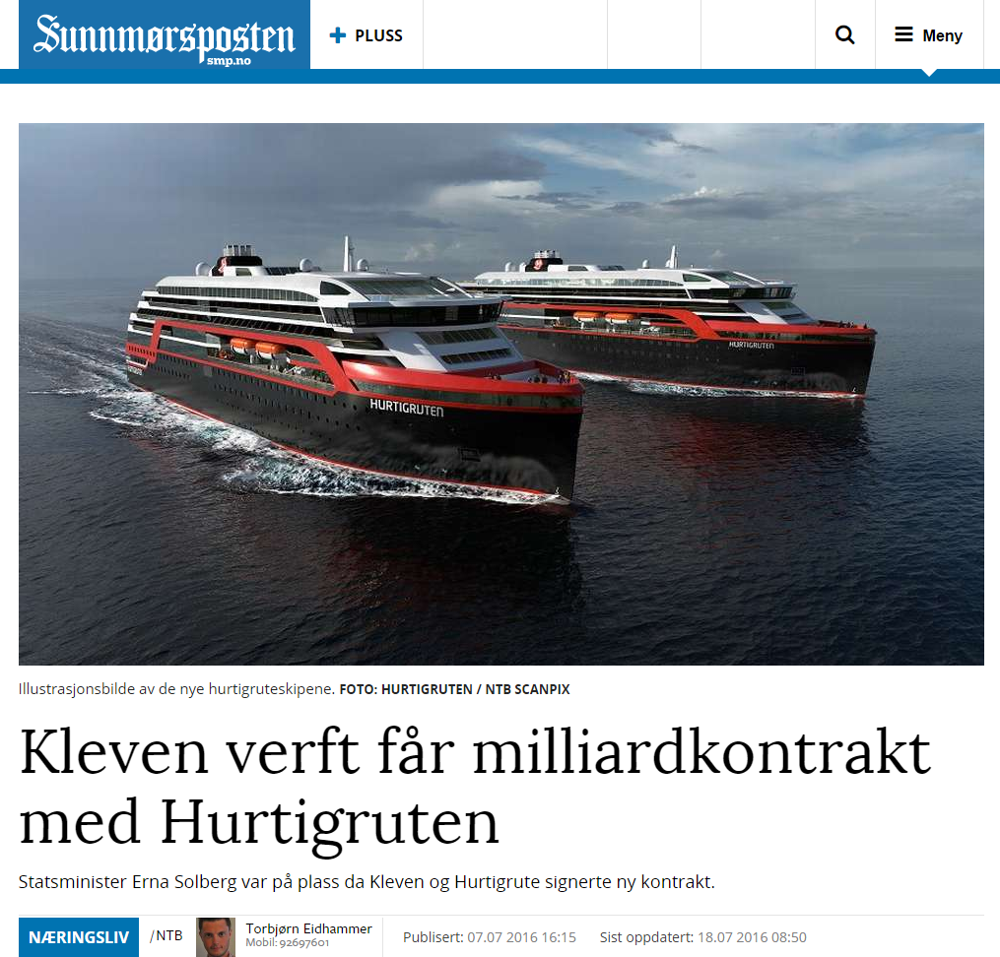 Sunnmørsposten
smp.no
PLUSS
Meny
HURTIGRUTEN
HURTIGRUTEN
Illustrasjonsbilde av de nye hurtigruteskipene. FOTO: HURTIGRUTEN / NTB SCANPIX
Kleven verft får milliardkontrakt
med Hurtigruten
Statsminister Erna Solberg var på plass da Kleven og Hurtigrute signerte ny kontrakt.
NÆRINGSLIV /NTB Torbjørn Eidhammer Publisert: 07.07 2016 16:15 Sist oppdatert: 18.07 2016 08:50
Mobil: 92697601